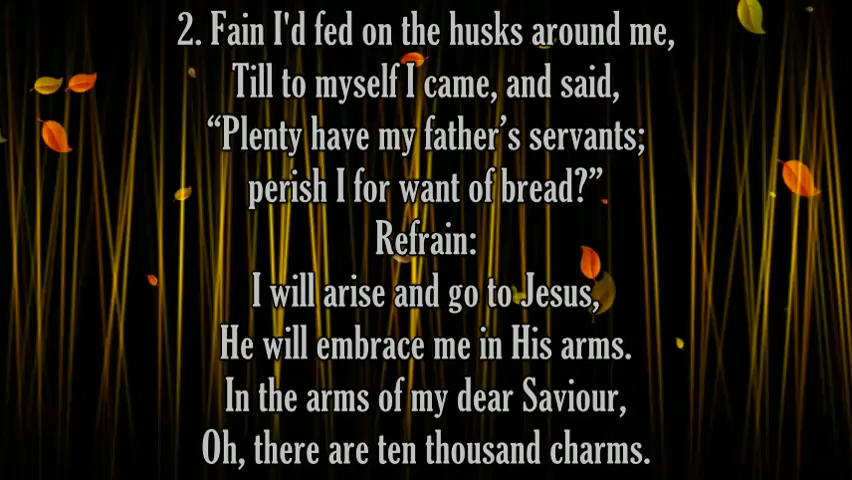 2. Fain I'd fed on the husks around me,
Till to myself I came, and said,
“Plenty have my father’s servants;
perish I for want of bread?”
Refrain:
I will arise and go to Jesus,
He will embrace me in His arms.
In the arms of my dear Saviour,
Oh, there are ten thousand charms.